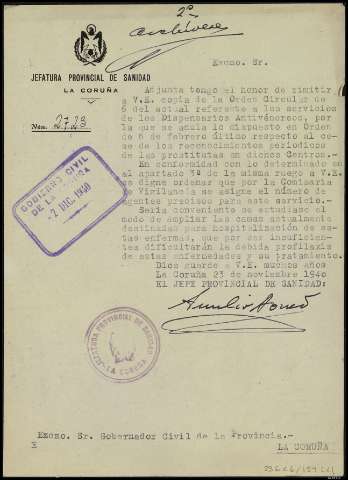 2º
Archívese
JEFATURA PROVINCIAL DE SANIDAD
LA CORUÑA
Núm. 2723
GOBIERNO CIVIL
DE LA CORUÑA
-2 DIC. 1940
Excmo. Sr.
Adjunta tengo el honor de rimitir
a V.E. copia de la Orden Circular de
6 del actual referente a los servicios
de los Dispensarios Antivénereos, por
la que se anula lo dispuesto en Orden
de 6 de febrero último respecto al ce-
se de los reconocimientos periódicos
de las prostitutas en dichos Centros.
En conformidad con lo determinado en
el apartado 3º de la misma ruego a V.E.
se digne ordenar que por la Comisaria
de Vigilancia se asigne el número de
agentes precisos para este servicio.
Seria conveniente se estudiase el
modo de ampliar las camas actualmente
destinadas para hospitalización de es-
tas enfermas, que por ser insuficien-
tes dificultarán la debida profilaxis
de estas enfermedades y su tratamiento.
Dios guarde a V.E. muchos años
La Coruña 23 de noviembre 1940
EL JEFE PROVINCIAL DE SANIDAD:
JEFATURA PROVINCIAL DE SANIDAD
LA CORUÑA
Excmo. Sr. Gobernador Civil de la Provincia.-
LA CORUÑA